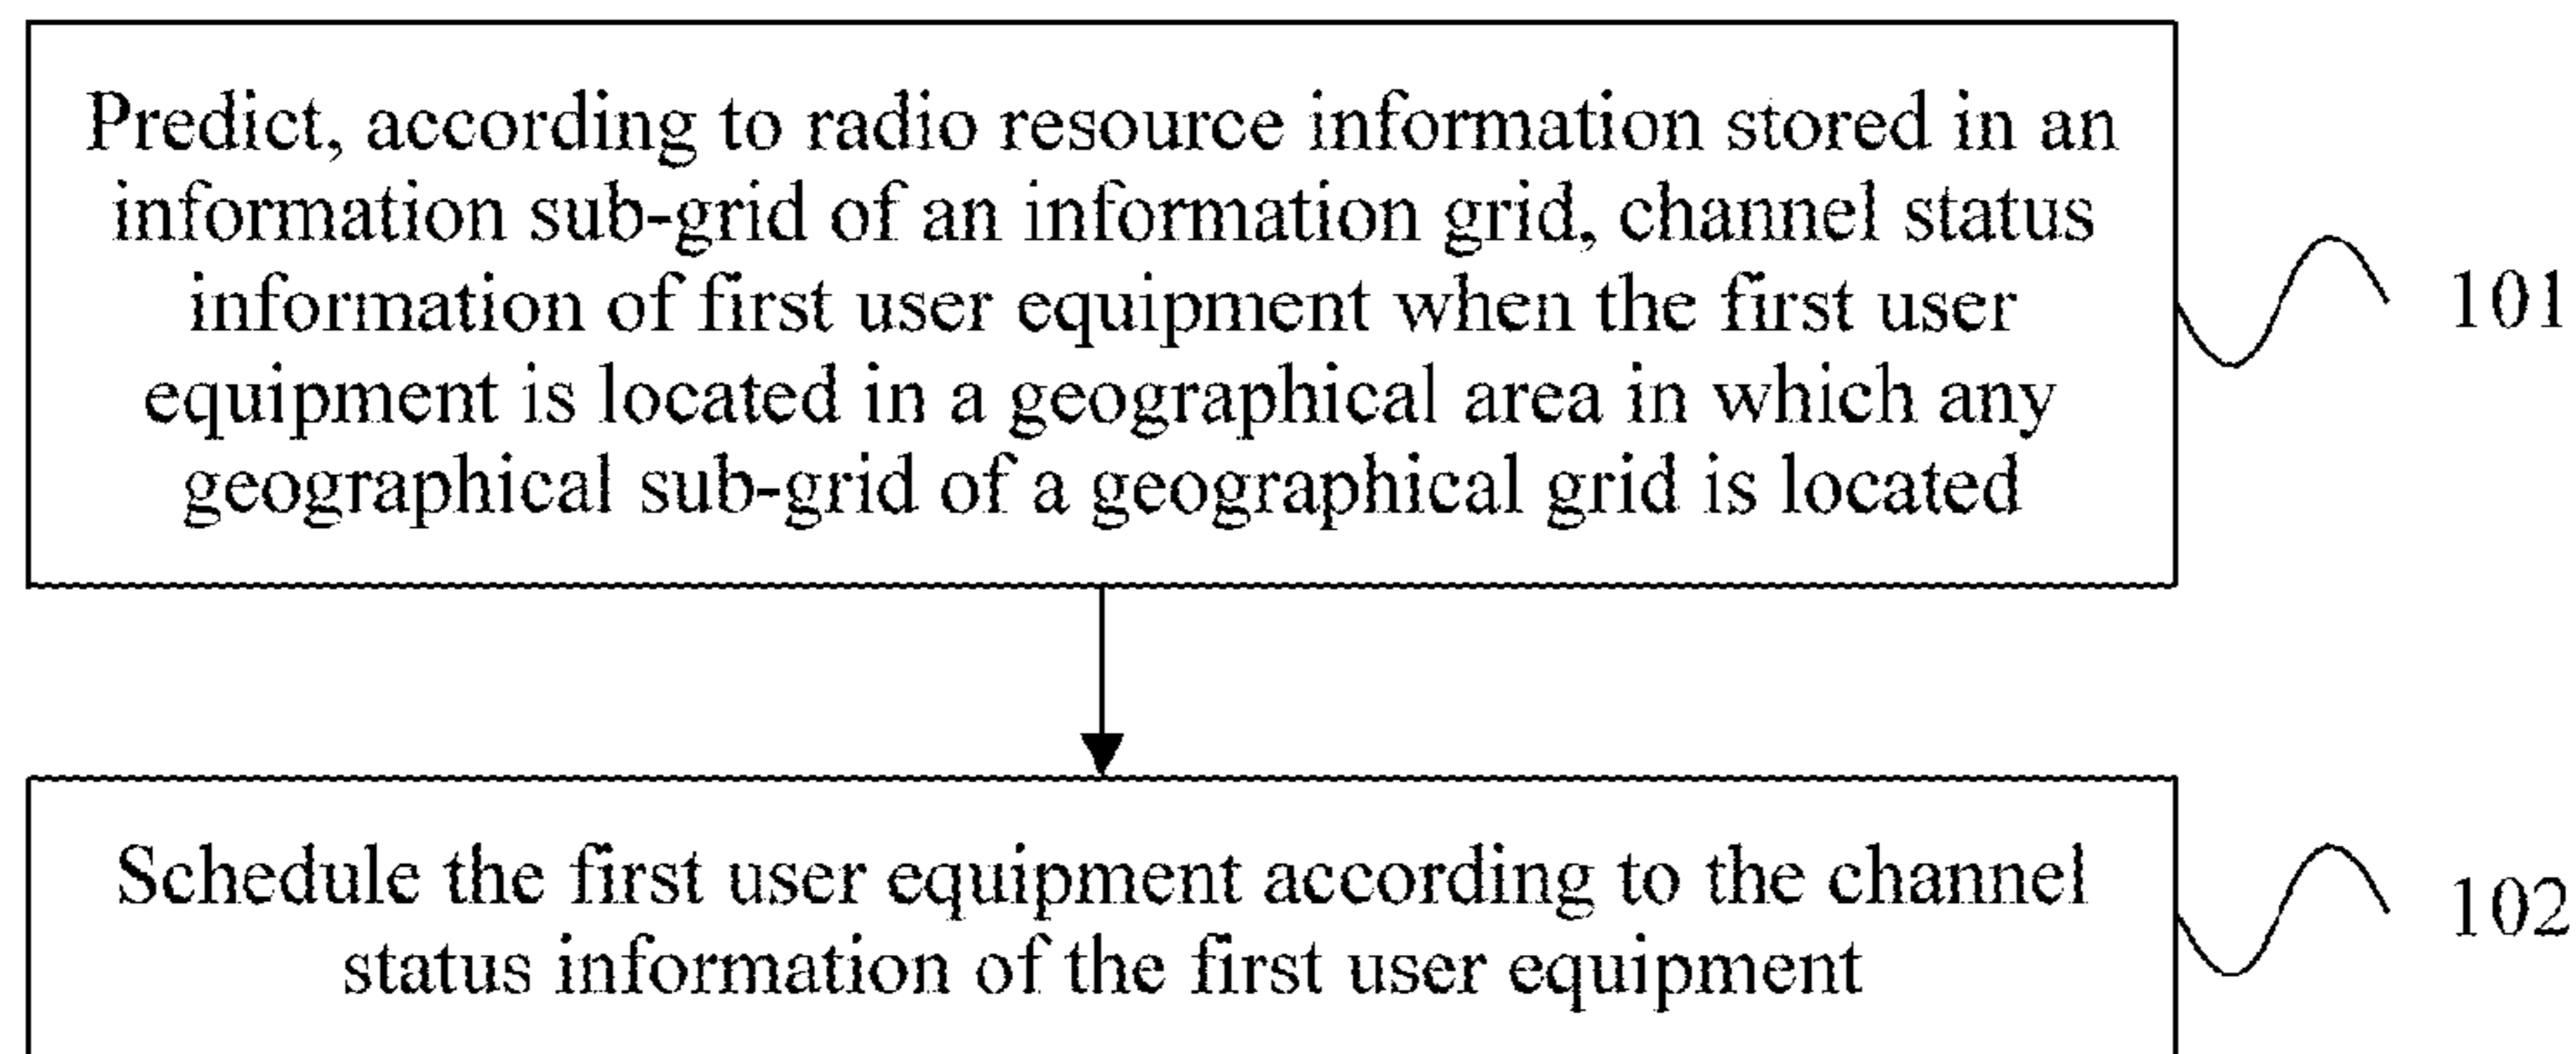 Predict, according to radio resource information stored in an
information sub-grid of an information grid, channel status
information of first user equipment when the first user
equipment is located in a geographical area in which any
geographical sub-grid of a geographical grid is located
101
Schedule the first user equipment according to the channel
status information of the first user equipment
102